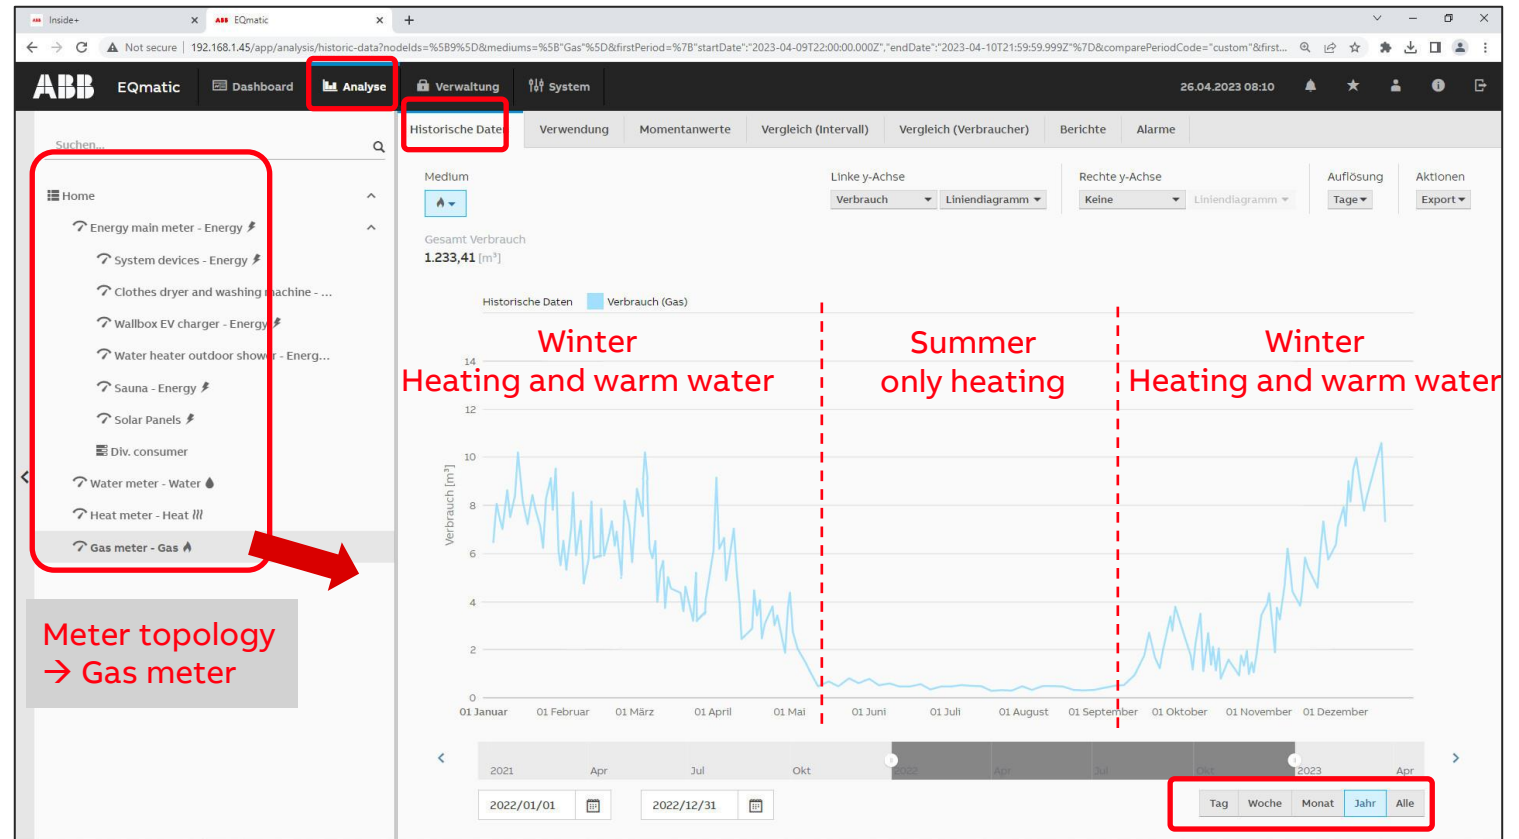 Inside+
ABB EQmatic
Not secure | 192.168.1.45/app/analysis/historic-data?nodeIds=%5B9%5D&mediums=%5B"Gas"%5D&firstPeriod=%7B"startDate":"2023-04-09T22:00:00.000Z","endDate":"2023-04-10T21:59:59.999Z"%7D&comparePeriodCode="custom"&first...
ABB EQmatic Dashboard Analyse Verwaltung System 26.04.2023 08:10
Historische Daten Verwendung Momentanwerte Vergleich (Intervall) Vergleich (Verbraucher) Berichte Alarme
Suchen...
Home
Energy main meter - Energy
System devices - Energy
Clothes dryer and washing machine - ...
Wallbox EV charger - Energy
Water heater outdoor shower - Energ...
Sauna - Energy
Solar Panels
Div. consumer
Water meter - Water
Heat meter - Heat
Gas meter - Gas
Meter topology
→ Gas meter
Medium Linke y-Achse Rechte y-Achse Auflösung Aktionen
Verbrauch Liniendiagramm Keine Liniendiagramm Tage Export
Gesamt Verbrauch
1.233,41 [m³]
Historische Daten Verbrauch (Gas)
Winter
Heating and warm water
Summer
only heating
Winter
Heating and warm water
Verbrauch [m³]
14
12
10
8
6
4
2
0
01 Januar 01 Februar 01 März 01 April 01 Mai 01 Juni 01 Juli 01 August 01 September 01 Oktober 01 November 01 Dezember
2021 Apr Jul Okt 2022 Apr Jul Okt 2023 Apr
2022/01/01 2022/12/31 Tag Woche Monat Jahr Alle